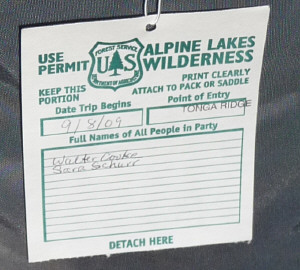 USE PERMIT
FOREST SERVICE
U S
DEPARTMENT OF AGRICULTURE
ALPINE LAKES WILDERNESS
KEEP THIS PORTION
PRINT CLEARLY
ATTACH TO PACK OR SADDLE
Date Trip Begins
Point of Entry
9/8/09
TONGA RIDGE
Full Names of All People in Party
Walter Cooke
Sara Schurr
DETACH HERE